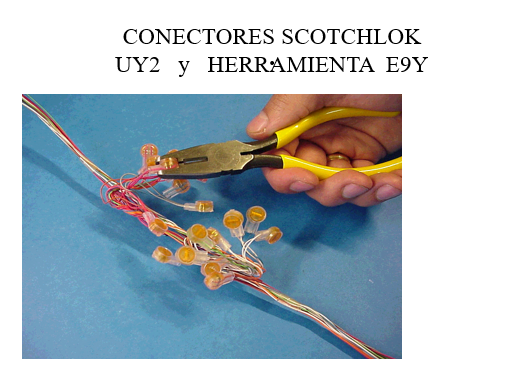 CONECTORES SCOTCHLOK
UY2 y HERRAMIENTA E9Y